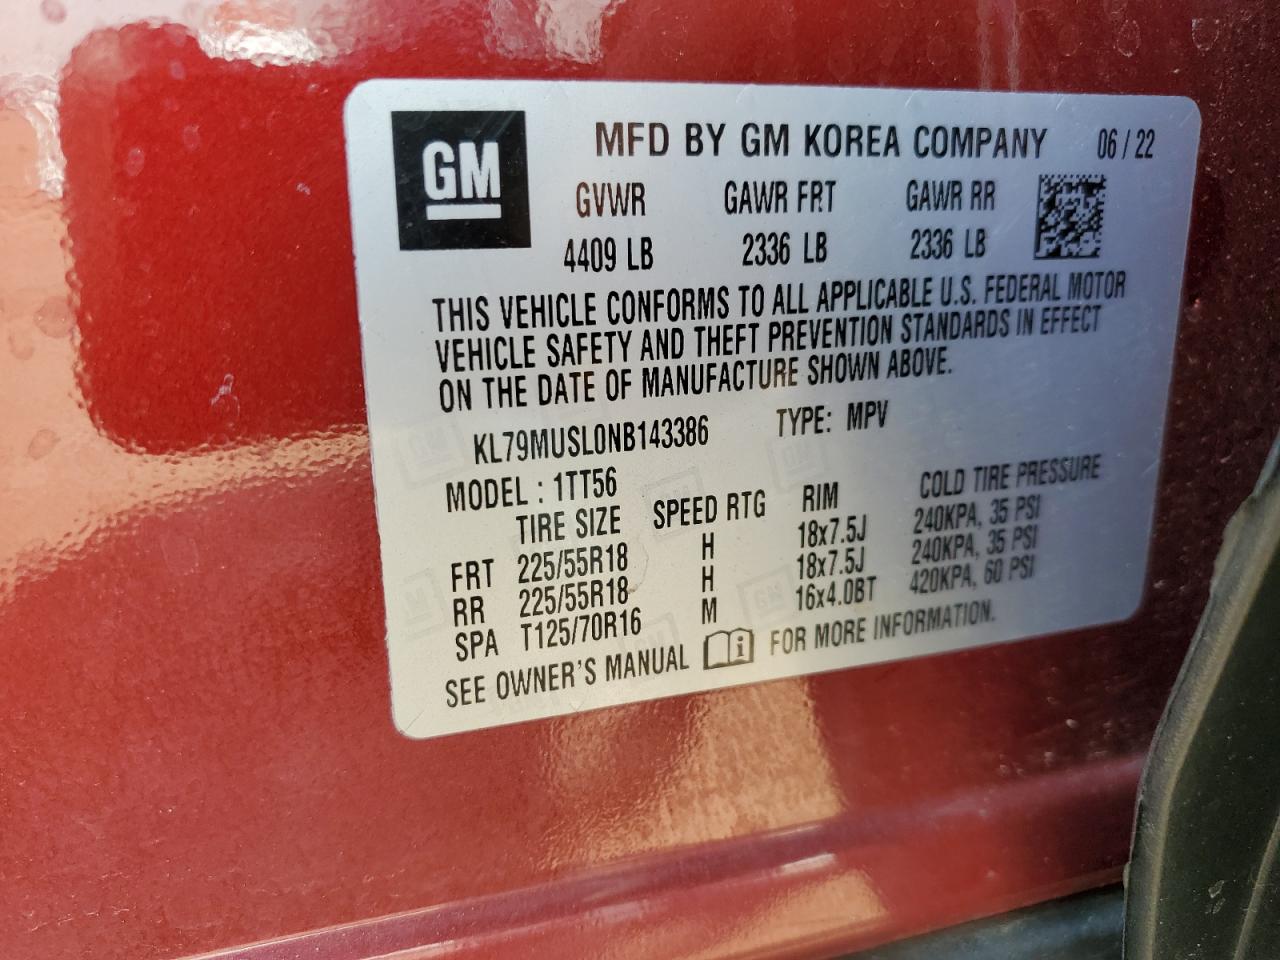 GM
MFD BY GM KOREA COMPANY 06 / 22
GVWR GAWR FRT GAWR RR
4409 LB 2336 LB 2336 LB
THIS VEHICLE CONFORMS TO ALL APPLICABLE U.S. FEDERAL MOTOR
VEHICLE SAFETY AND THEFT PREVENTION STANDARDS IN EFFECT
ON THE DATE OF MANUFACTURE SHOWN ABOVE.
KL79MUSL0NB143386 TYPE: MPV
MODEL : 1TT56
TIRE SIZE SPEED RTG RIM COLD TIRE PRESSURE
FRT 225/55R18 H 18x7.5J 240KPA, 35 PSI
RR 225/55R18 H 18x7.5J 240KPA, 35 PSI
SPA T125/70R16 M 16x4.0BT 420KPA, 60 PSI
SEE OWNER'S MANUAL FOR MORE INFORMATION.